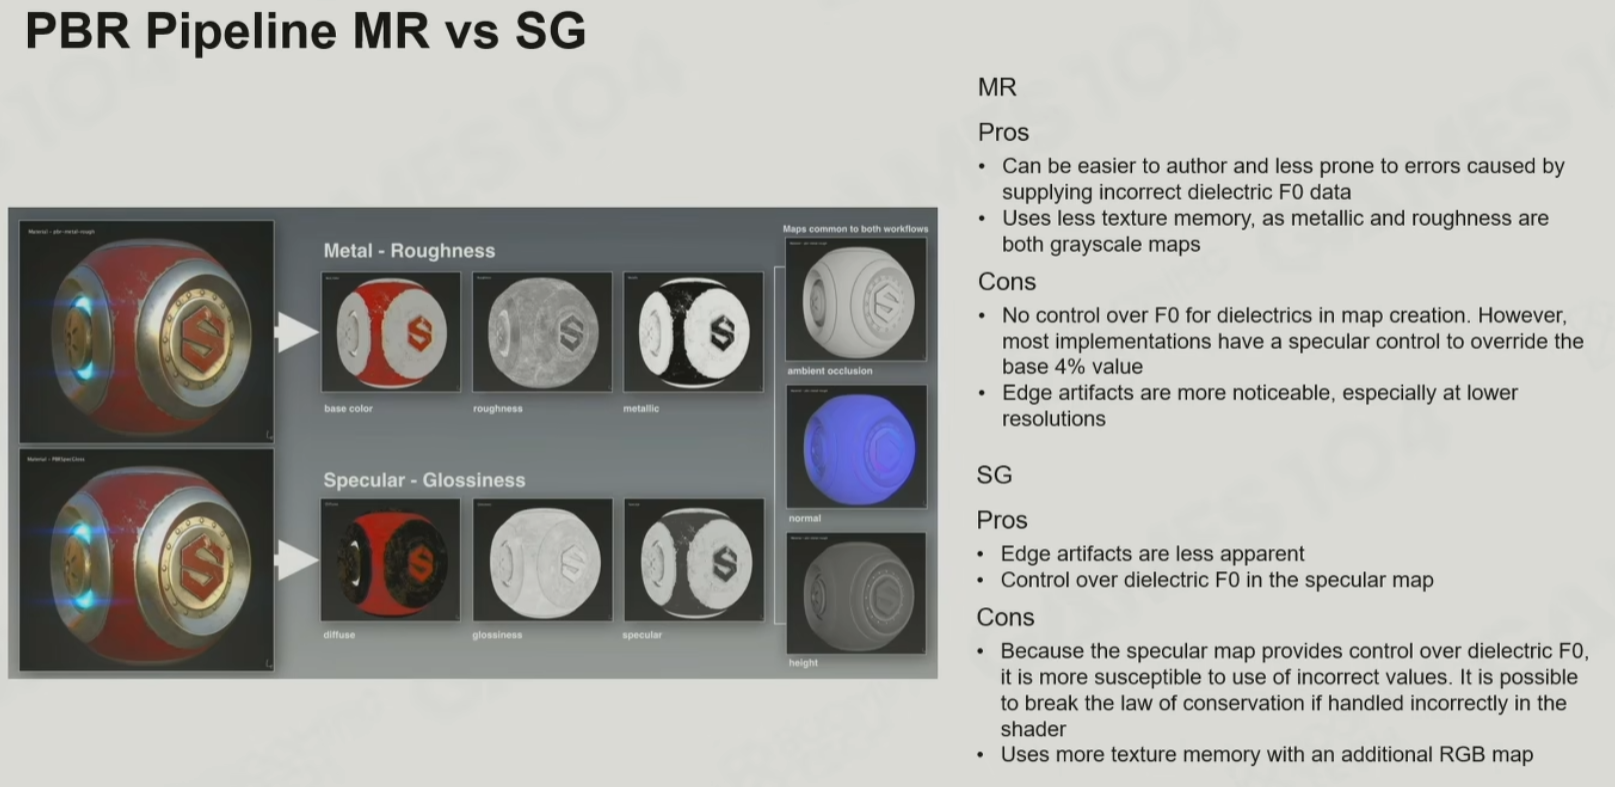 PBR Pipeline MR vs SG
MR
Pros
• Can be easier to author and less prone to errors caused by
supplying incorrect dielectric F0 data
• Uses less texture memory, as metallic and roughness are
both grayscale maps
Cons
• No control over F0 for dielectrics in map creation. However,
most implementations have a specular control to override the
base 4% value
• Edge artifacts are more noticeable, especially at lower
resolutions
SG
Pros
• Edge artifacts are less apparent
• Control over dielectric F0 in the specular map
Cons
• Because the specular map provides control over dielectric F0,
it is more susceptible to use of incorrect values. It is possible
to break the law of conservation if handled incorrectly in the
shader
• Uses more texture memory with an additional RGB map
Material - pbr-metal-rough
Metal - Roughness
base color
roughness
metallic
Material - PBRSpecGloss
Specular - Glossiness
diffuse
glossiness
specular
Maps common to both workflows
ambient occlusion
normal
height
GAMES104